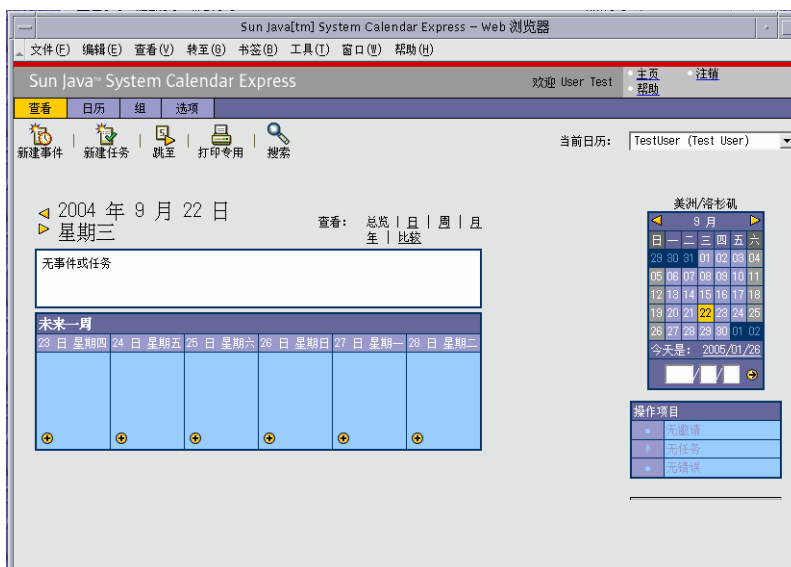 Sun Java[tm] System Calendar Express - Web 浏览器
文件(F) 编辑(E) 查看(V) 转至(G) 书签(B) 工具(T) 窗口(W) 帮助(H)
Sun Java™ System Calendar Express
欢迎 User Test
主页 注销
帮助
查看 日历 组 选项
新建事件 新建任务 跳至 打印专用 搜索
当前日历: TestUser (Test User)
2004 年 9 月 22 日
星期三
查看: 总览 | 日 | 周 | 月
年 | 比较
无事件或任务
未来一周
23 日 星期四 24 日 星期五 25 日 星期六 26 日 星期日 27 日 星期一 28 日 星期二
美洲/洛杉矶
9 月
日 一 二 三 四 五 六
29 30 31 01 02 03 04
05 06 07 08 09 10 11
12 13 14 15 16 17 18
19 20 21 22 23 24 25
26 27 28 29 30 01 02
今天是: 2005/01/26
/ /
操作项目
无邀请
无任务
无错误